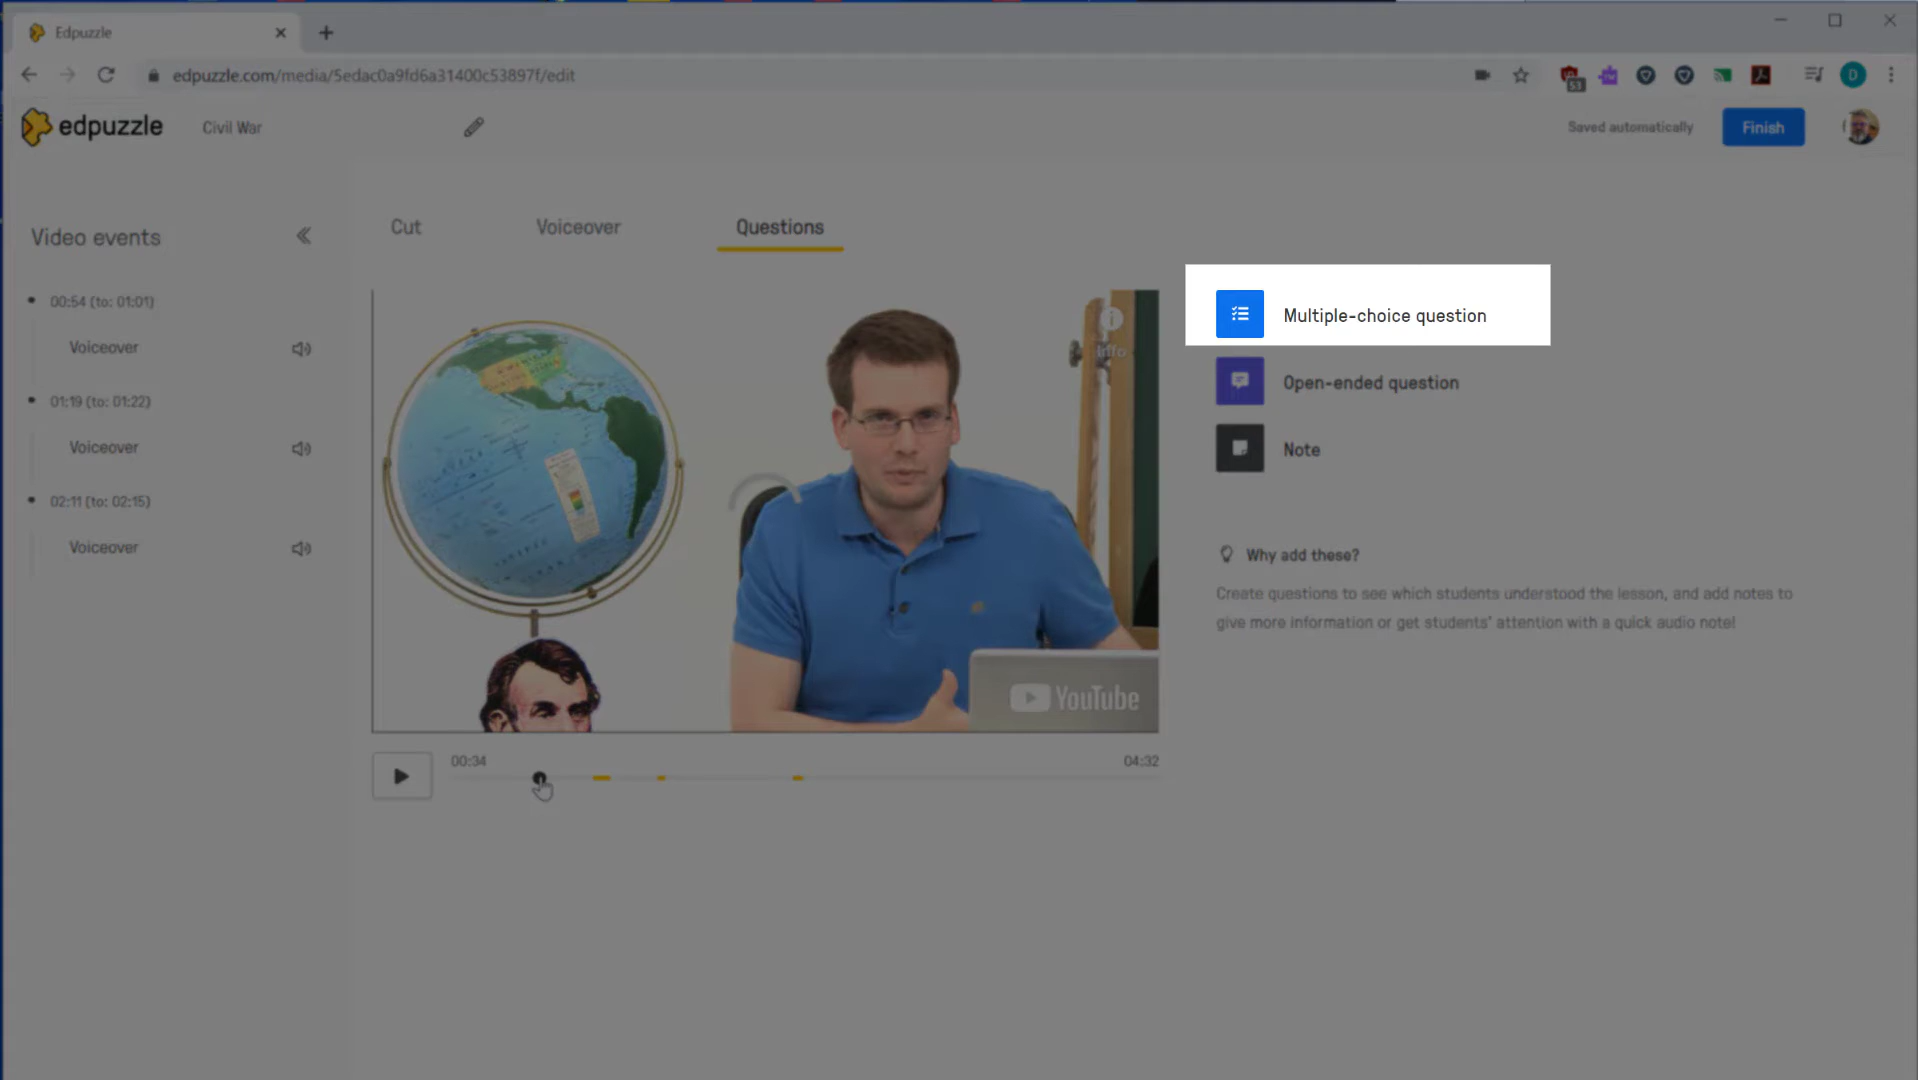 Edpuzzle
edpuzzle.com/media/5edac0a9fd6a31400c53897f/edit
53
D
edpuzzle
Civil War
Saved automatically
Finish
Video events
Cut
Voiceover
Questions
00:54 (to: 01:01)
Voiceover
01:19 (to: 01:22)
Voiceover
02:11 (to: 02:15)
Voiceover
Info
YouTube
00:34
04:32
Multiple-choice question
Open-ended question
Note
Why add these?
Create questions to see which students understood the lesson, and add notes to
give more information or get students' attention with a quick audio note!